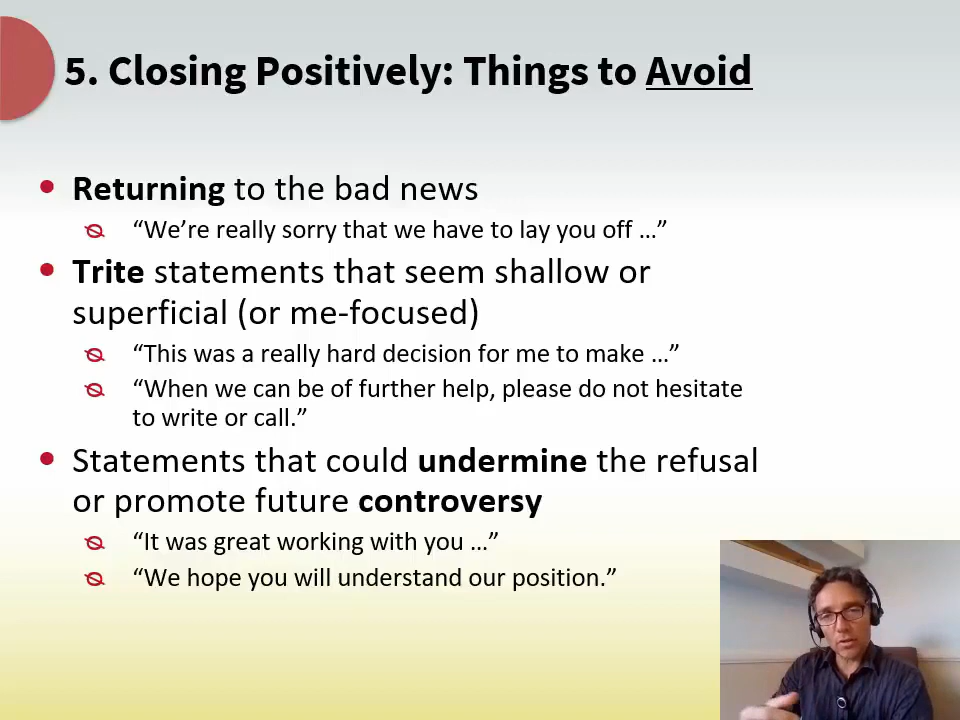 5. Closing Positively: Things to Avoid
• Returning to the bad news
“We’re really sorry that we have to lay you off …”
• Trite statements that seem shallow or
superficial (or me-focused)
“This was a really hard decision for me to make …”
“When we can be of further help, please do not hesitate
to write or call.”
• Statements that could undermine the refusal
or promote future controversy
“It was great working with you …”
“We hope you will understand our position.”